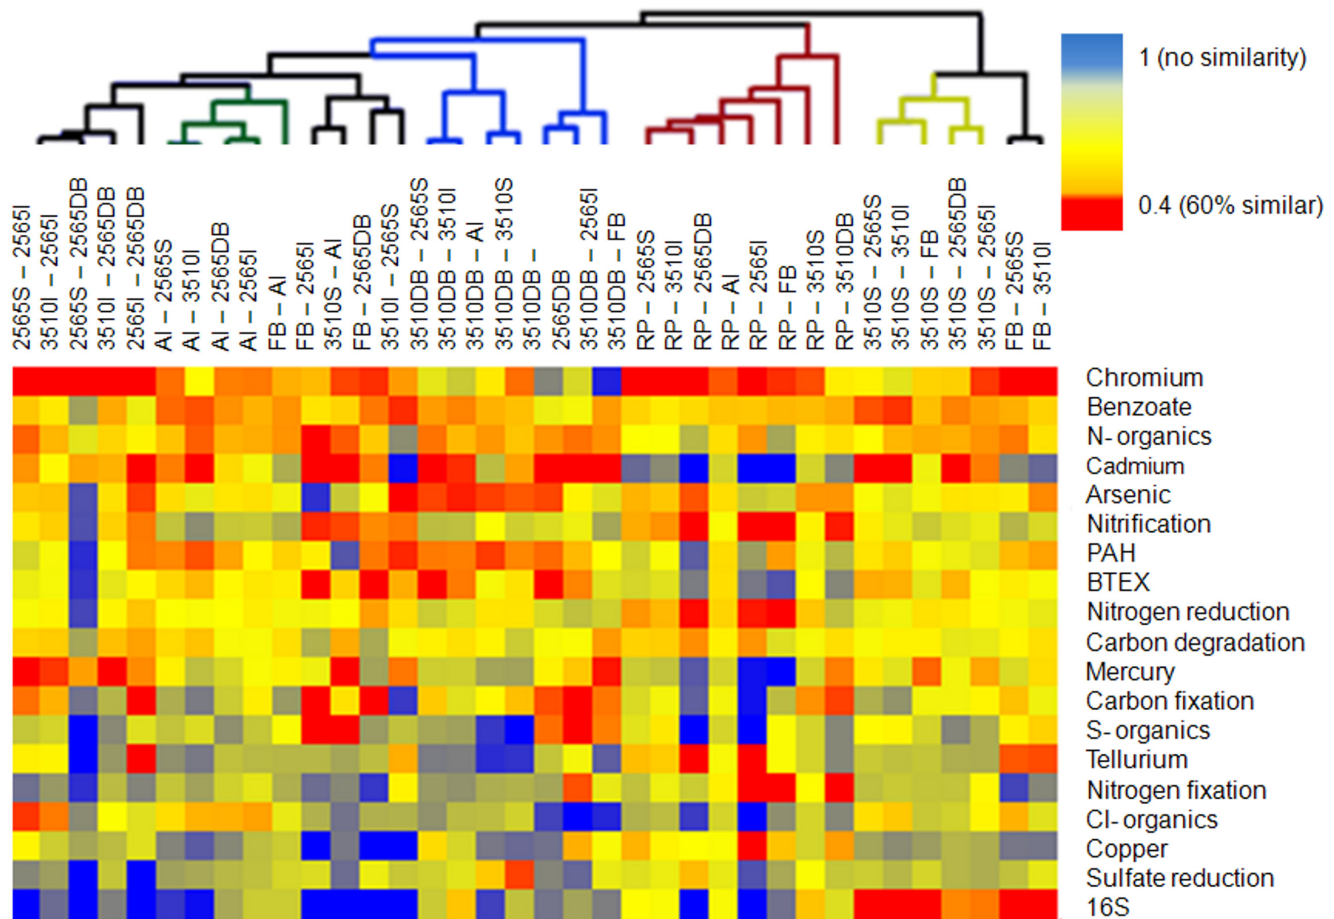 1 (no similarity)
0.4 (60% similar)
2565S – 2565I
3510I – 2565I
2565S – 2565DB
3510I – 2565DB
2565I – 2565DB
AI – 2565S
AI – 3510I
AI – 2565DB
AI – 2565I
FB – AI
FB – 2565I
3510S – AI
FB – 2565DB
3510I – 2565S
3510DB – 2565S
3510DB – 3510I
3510DB – AI
3510DB – 3510S
3510DB –
2565DB
3510DB – 2565I
3510DB – FB
RP – 2565S
RP – 3510I
RP – 2565DB
RP – AI
RP – 2565I
RP – FB
RP – 3510S
RP – 3510DB
3510S – 2565S
3510S – 3510I
3510S – FB
3510S – 2565DB
3510S – 2565I
FB – 2565S
FB – 3510I
Chromium
Benzoate
N- organics
Cadmium
Arsenic
Nitrification
PAH
BTEX
Nitrogen reduction
Carbon degradation
Mercury
Carbon fixation
S- organics
Tellurium
Nitrogen fixation
Cl- organics
Copper
Sulfate reduction
16S